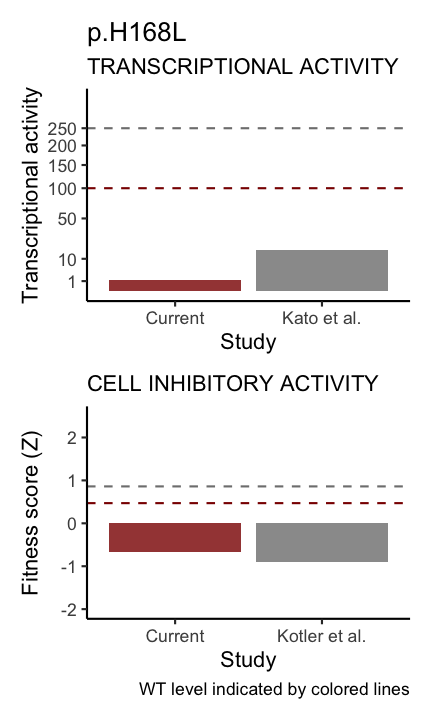 p.H168L
TRANSCRIPTIONAL ACTIVITY
Transcriptional activity
250
200
150
100
50
10
1
Current
Kato et al.
Study
CELL INHIBITORY ACTIVITY
Fitness score (Z)
2
1
0
-1
-2
Current
Kotler et al.
Study
WT level indicated by colored lines